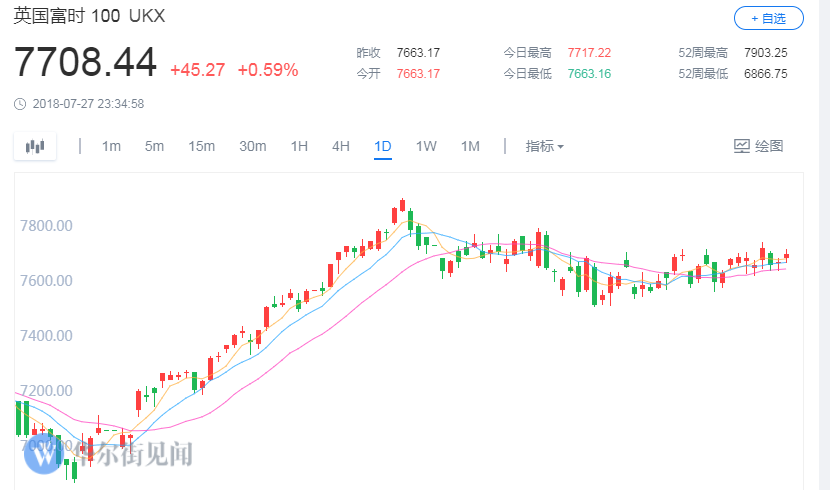 英国富时 100 UKX
+ 自选
7708.44 +45.27 +0.59%
昨收 7663.17 今日最高 7717.22 52周最高 7903.25
今开 7663.17 今日最低 7663.16 52周最低 6866.75
2018-07-27 23:34:58
1m 5m 15m 30m 1H 4H 1D 1W 1M 指标 绘图
7800.00
7600.00
7400.00
7200.00
7000.00
W 华尔街见闻